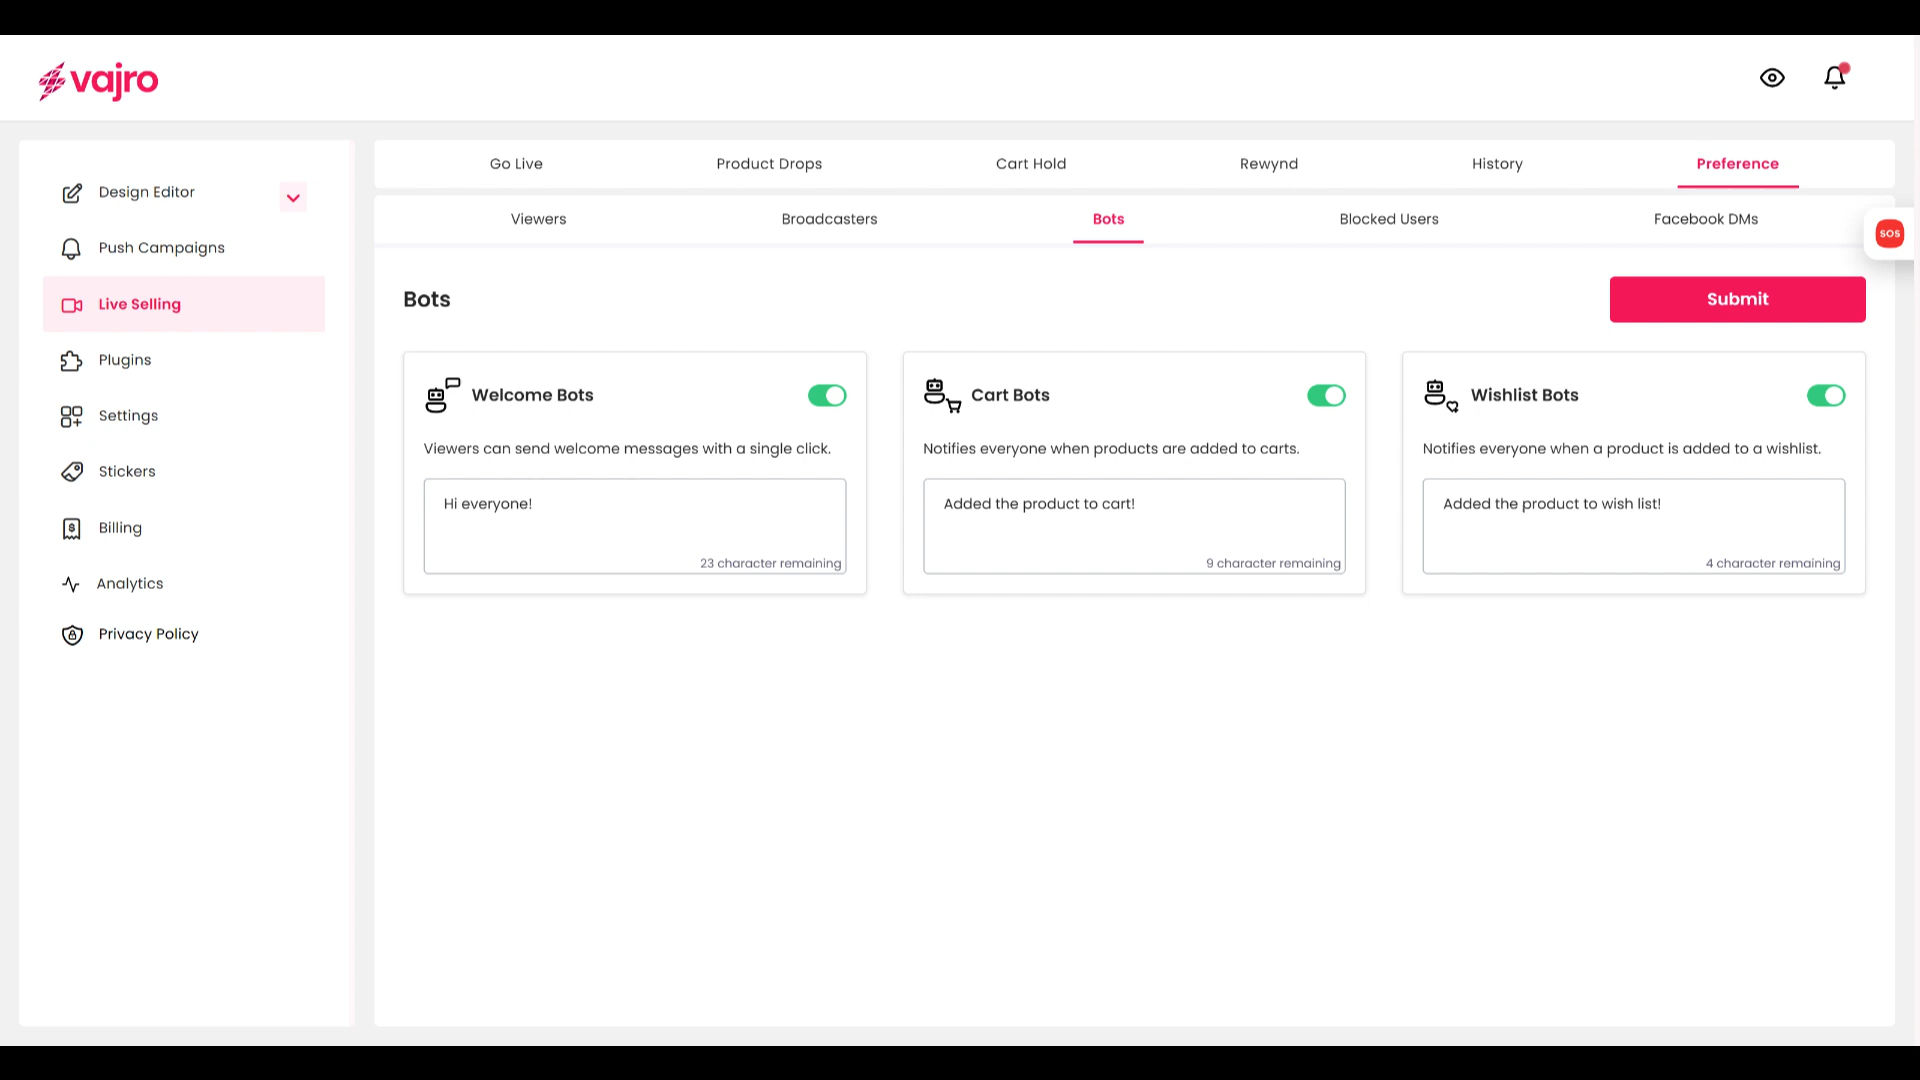 vajro
Design Editor
Push Campaigns
Live Selling
Plugins
Settings
Stickers
Billing
Analytics
Privacy Policy
Go Live Product Drops Cart Hold Rewynd History Preference
Viewers Broadcasters Bots Blocked Users Facebook DMs
SOS
Bots
Submit
Welcome Bots
Viewers can send welcome messages with a single click.
Hi everyone!
23 character remaining
Cart Bots
Notifies everyone when products are added to carts.
Added the product to cart!
9 character remaining
Wishlist Bots
Notifies everyone when a product is added to a wishlist.
Added the product to wish list!
4 character remaining